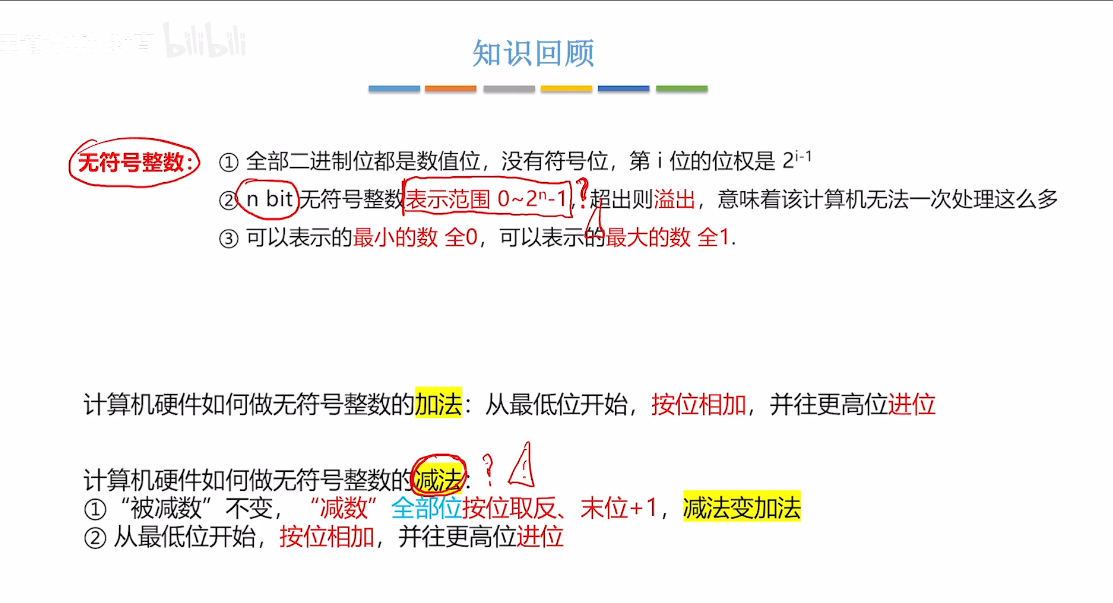 bilibili
知识回顾
无符号整数： ① 全部二进制位都是数值位，没有符号位，第 i 位的位权是 2^{i-1}
② n bit 无符号整数表示范围 0~2^n-1，超出则溢出，意味着该计算机无法一次处理这么多 ?
③ 可以表示的最小的数 全0，可以表示的最大的数 全1.
计算机硬件如何做无符号整数的加法：从最低位开始，按位相加，并往更高位进位
计算机硬件如何做无符号整数的减法： ? !
①“被减数”不变，“减数”全部位按位取反、末位+1，减法变加法
② 从最低位开始，按位相加，并往更高位进位